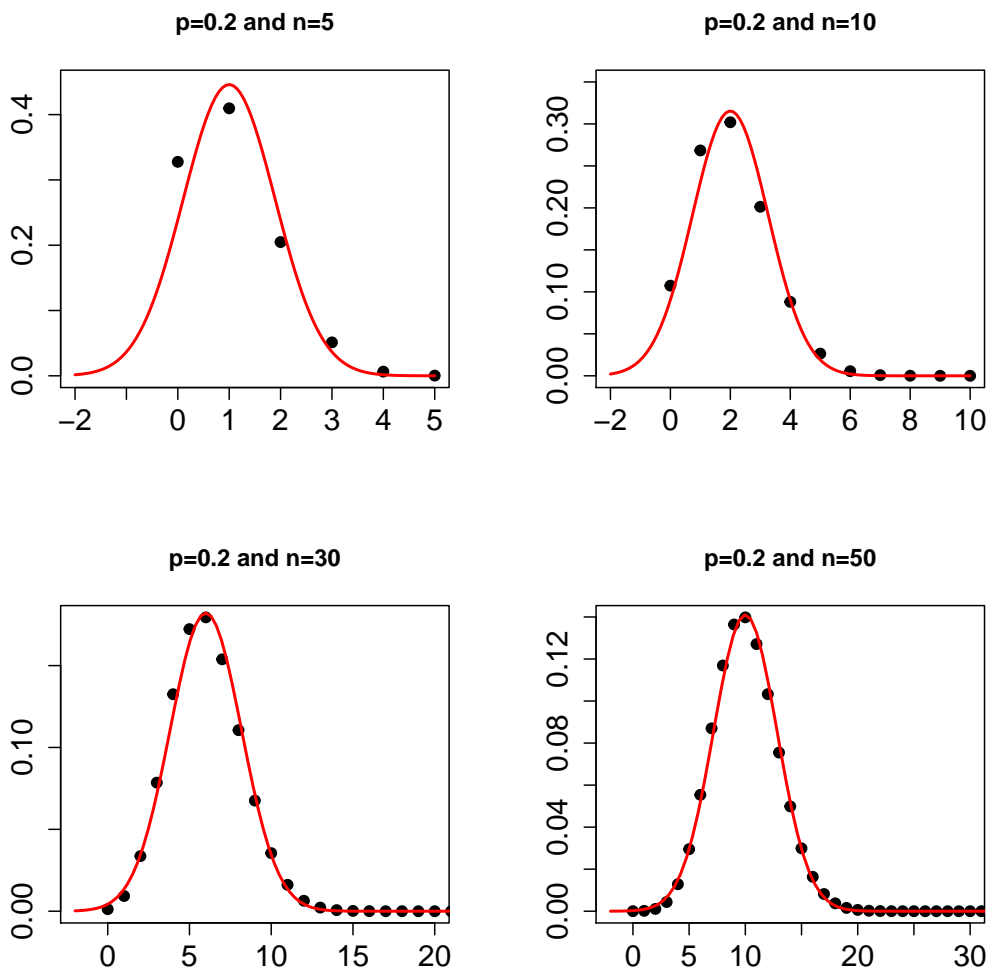 p=0.2 and n=5
0.0 0.2 0.4
−2 0 1 2 3 4 5
p=0.2 and n=10
0.00 0.10 0.20 0.30
−2 0 2 4 6 8 10
p=0.2 and n=30
0.00 0.10
0 5 10 15 20
p=0.2 and n=50
0.00 0.04 0.08 0.12
0 5 10 20 30